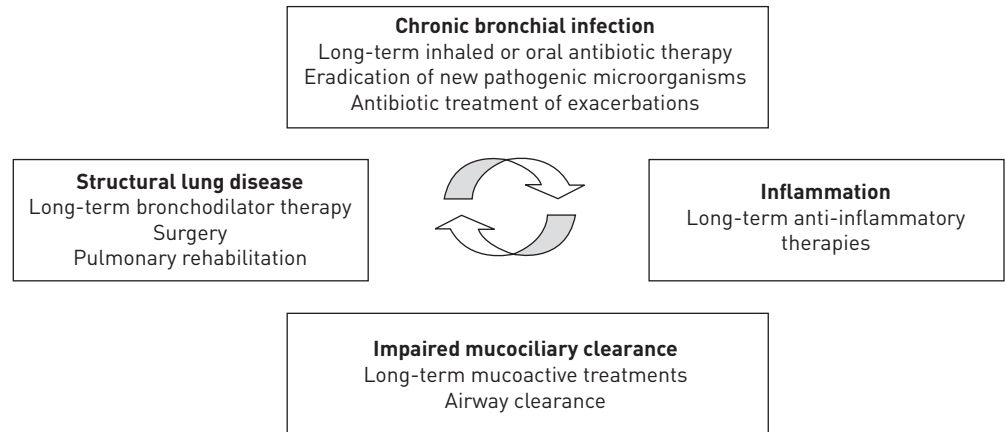 Chronic bronchial infection
Long-term inhaled or oral antibiotic therapy
Eradication of new pathogenic microorganisms
Antibiotic treatment of exacerbations
Structural lung disease
Long-term bronchodilator therapy
Surgery
Pulmonary rehabilitation
Inflammation
Long-term anti-inflammatory
therapies
Impaired mucociliary clearance
Long-term mucoactive treatments
Airway clearance